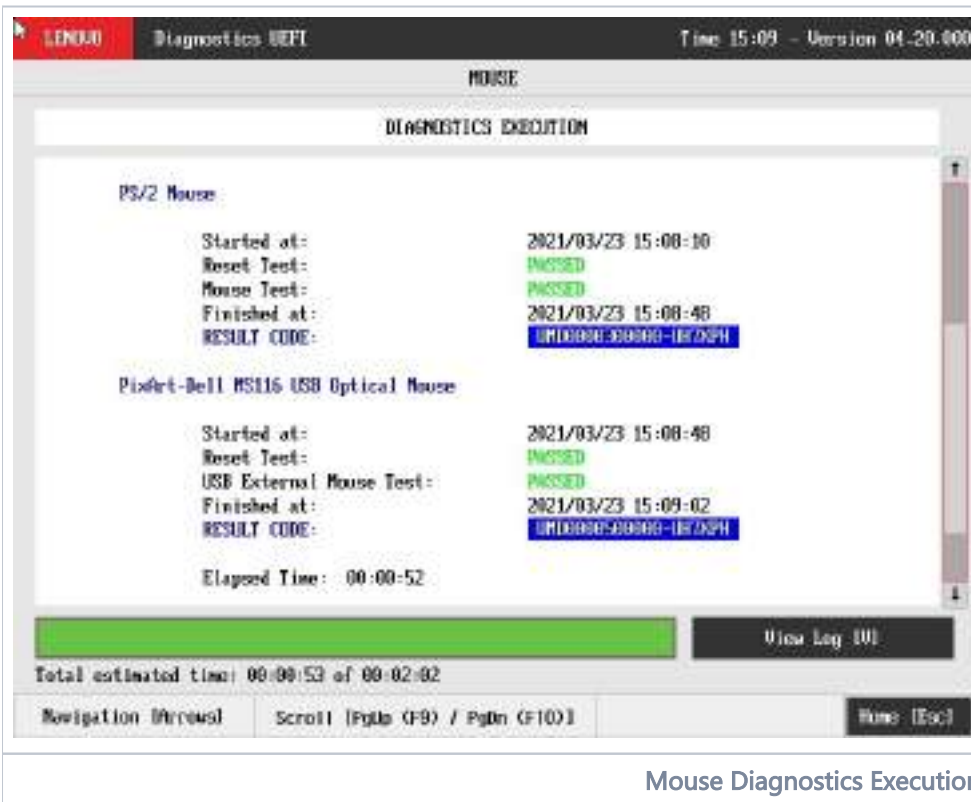 LENOVO Diagnostics UEFI Time 15:09 - Version 04.20.000
MOUSE
DIAGNOSTICS EXECUTION
PS/2 Mouse
Started at: 2021/03/23 15:08:10
Reset Test: PASSED
Mouse Test: PASSED
Finished at: 2021/03/23 15:08:48
RESULT CODE:
PixArt-Dell MS116 USB Optical Mouse
Started at: 2021/03/23 15:08:48
Reset Test: PASSED
USB External Mouse Test: PASSED
Finished at: 2021/03/23 15:09:02
RESULT CODE:
Elapsed Time: 00:00:52
View Log [V]
Total estimated time: 00:00:53 of 00:02:02
Navigation [Arrows] Scroll [PgUp (F9) / PgDn (F10)] Home [Esc]
Mouse Diagnostics Execution